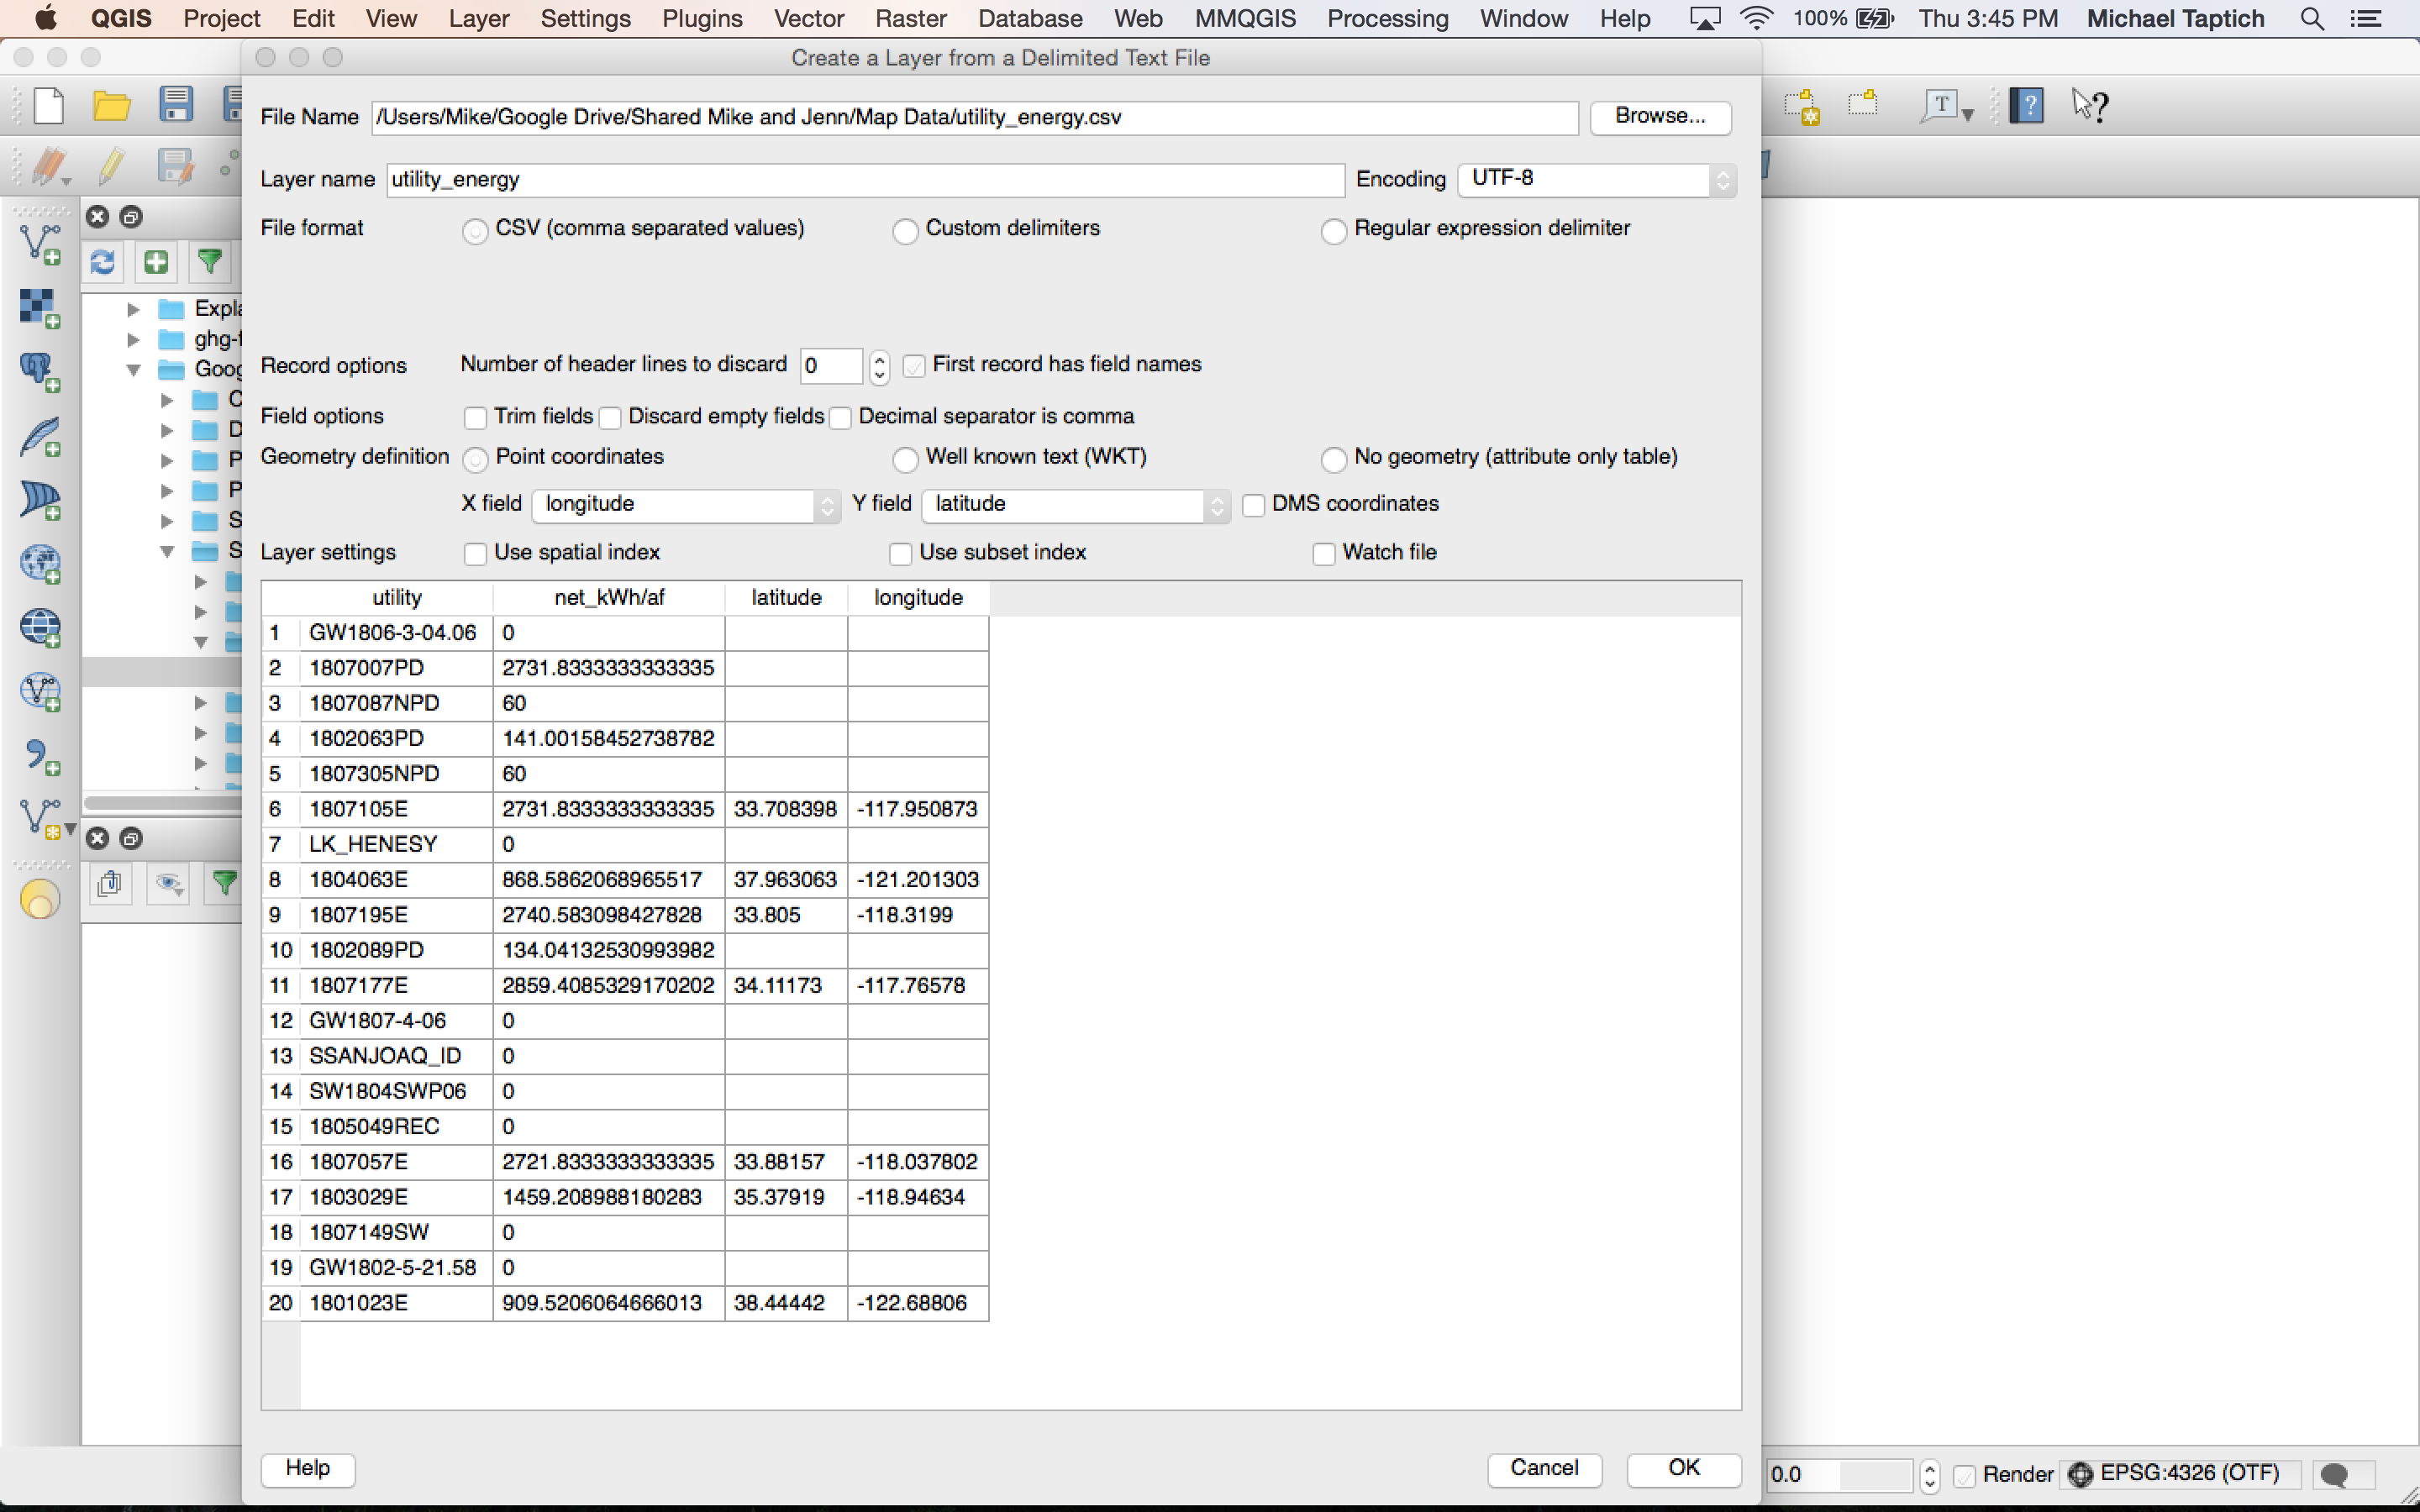 QGIS Project Edit View Layer Settings Plugins Vector Raster Database Web MMQGIS Processing Window Help 100% Thu 3:45 PM Michael Taptich
Create a Layer from a Delimited Text File
File Name /Users/Mike/Google Drive/Shared Mike and Jenn/Map Data/utility_energy.csv Browse...
Layer name utility_energy Encoding UTF-8
File format CSV (comma separated values) Custom delimiters Regular expression delimiter
Record options Number of header lines to discard 0 First record has field names
Field options Trim fields Discard empty fields Decimal separator is comma
Geometry definition Point coordinates Well known text (WKT) No geometry (attribute only table)
X field longitude Y field latitude DMS coordinates
Layer settings Use spatial index Use subset index Watch file
utility net_kWh/af latitude longitude
1 GW1806-3-04.06 0
2 1807007PD 2731.8333333333335
3 1807087NPD 60
4 1802063PD 141.00158452738782
5 1807305NPD 60
6 1807105E 2731.8333333333335 33.708398 -117.950873
7 LK_HENESY 0
8 1804063E 868.5862068965517 37.963063 -121.201303
9 1807195E 2740.583098427828 33.805 -118.3199
10 1802089PD 134.04132530993982
11 1807177E 2859.4085329170202 34.11173 -117.76578
12 GW1807-4-06 0
13 SSANJOAQ_ID 0
14 SW1804SWP06 0
15 1805049REC 0
16 1807057E 2721.8333333333335 33.88157 -118.037802
17 1803029E 1459.208988180283 35.37919 -118.94634
18 1807149SW 0
19 GW1802-5-21.58 0
20 1801023E 909.5206064666013 38.44442 -122.68806
Help Cancel OK
0.0 Render EPSG:4326 (OTF)